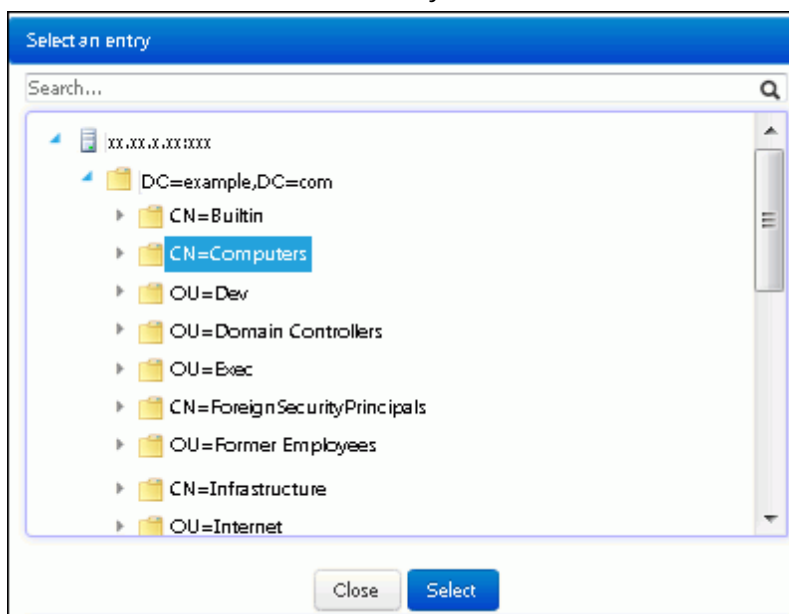 Select an entry
Search...
xx.xx.x.xx:xxx
DC=example,DC=com
CN=Builtin
CN=Computers
OU=Dev
OU=Domain Controllers
OU=Exec
CN=ForeignSecurityPrincipals
OU=Former Employees
CN=Infrastructure
OU=Internet
Close Select